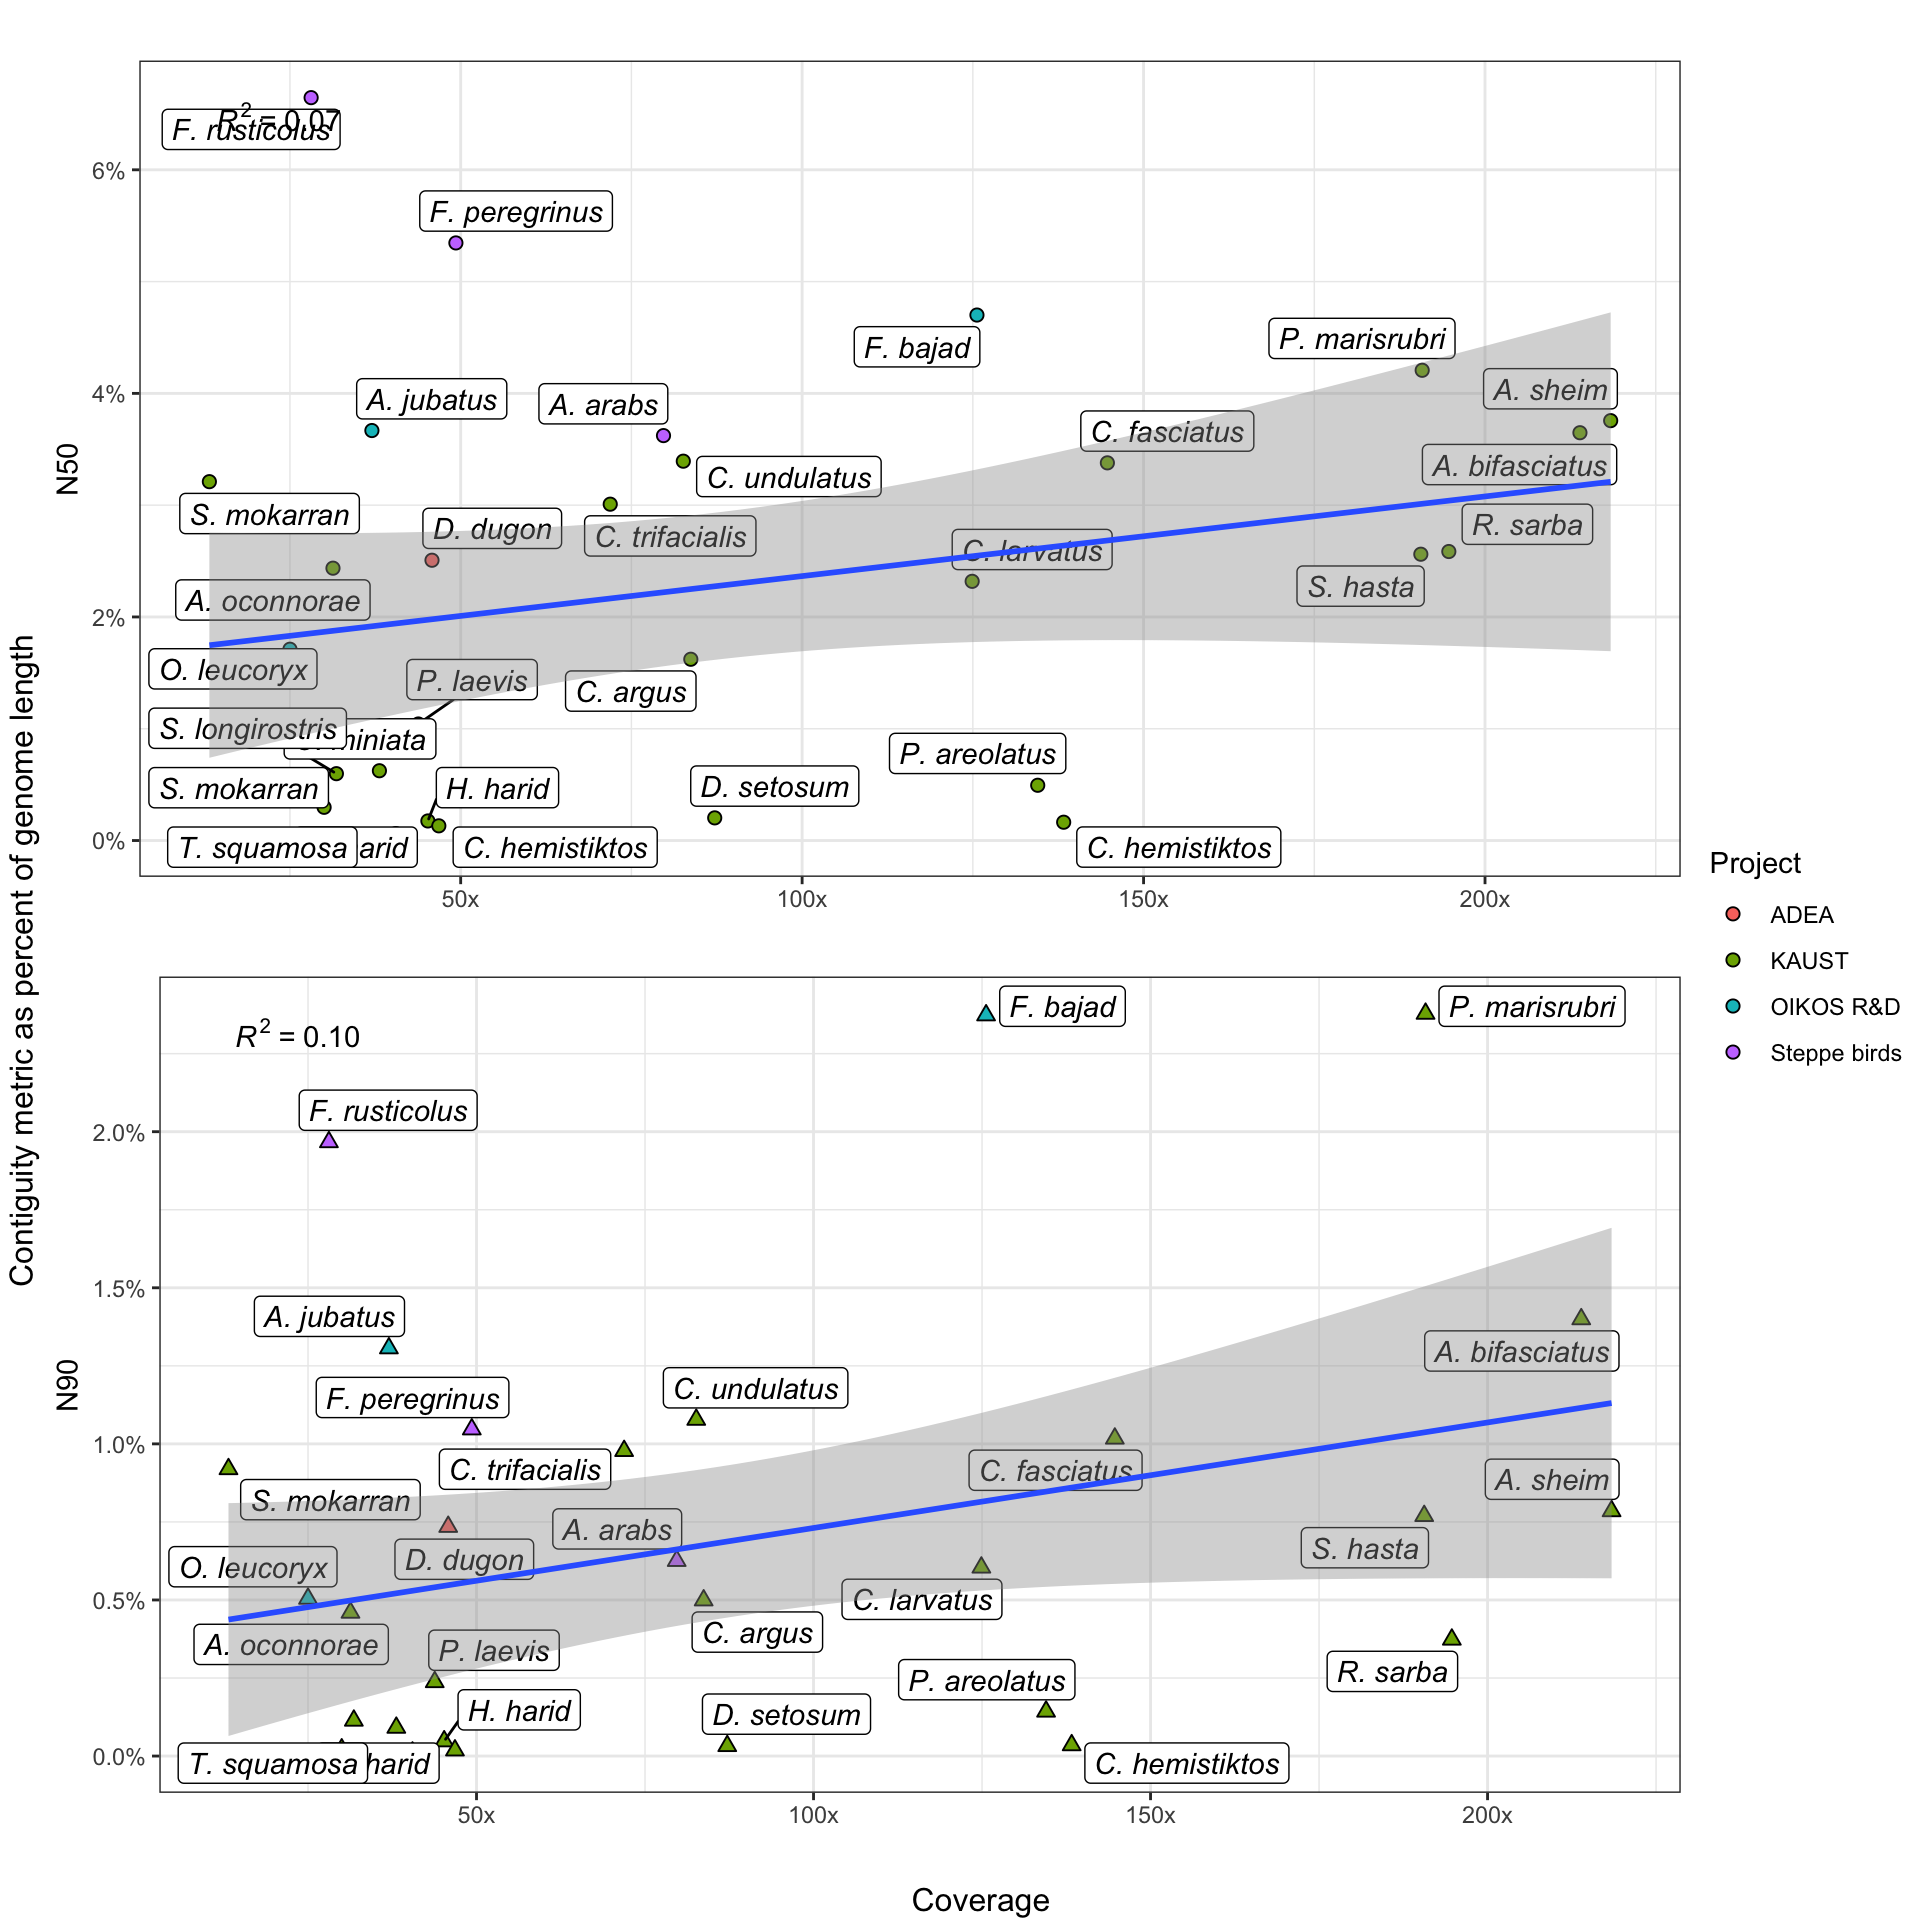 Contiguity metric as percent of genome length
N50
6%
4%
2%
0%
R² = 0.07
F. rusticolus
F. peregrinus
F. bajad
P. marisrubri
A. sheim
A. jubatus
A. arabs
C. fasciatus
C. undulatus
A. bifasciatus
S. mokarran
D. dugon
C. trifacialis
C. larvatus
R. sarba
S. hasta
A. oconnorae
O. leucoryx
P. laevis
C. argus
S. longirostris
miniata
P. areolatus
S. mokarran
H. harid
D. setosum
T. squamosa
arid
C. hemistiktos
C. hemistiktos
50x
100x
150x
200x
Project
ADEA
KAUST
OIKOS R&D
Steppe birds
N90
2.0%
1.5%
1.0%
0.5%
0.0%
R² = 0.10
F. bajad
P. marisrubri
F. rusticolus
A. jubatus
A. bifasciatus
F. peregrinus
C. undulatus
C. trifacialis
C. fasciatus
A. sheim
S. mokarran
A. arabs
D. dugon
S. hasta
O. leucoryx
C. larvatus
C. argus
A. oconnorae
P. laevis
R. sarba
P. areolatus
H. harid
D. setosum
T. squamosa
harid
C. hemistiktos
50x
100x
150x
200x
Coverage